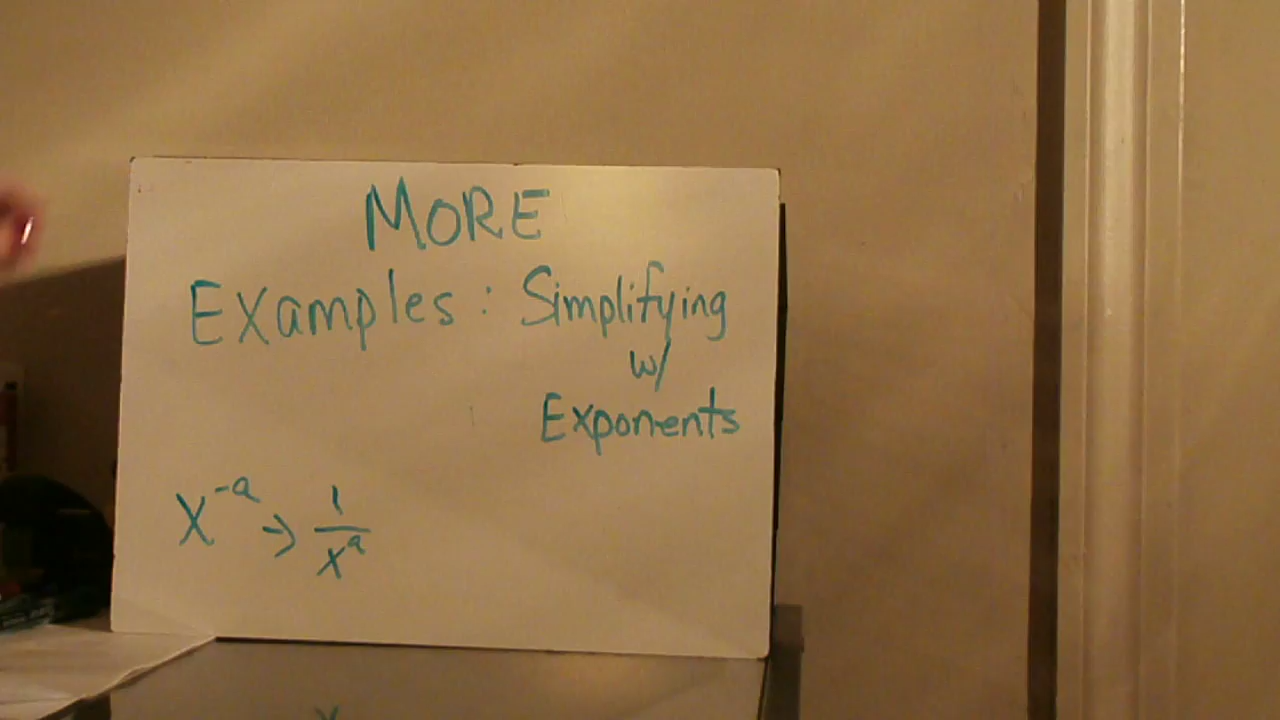 MORE
Examples: Simplifying
w/
Exponents
x^-a → 1/x^a